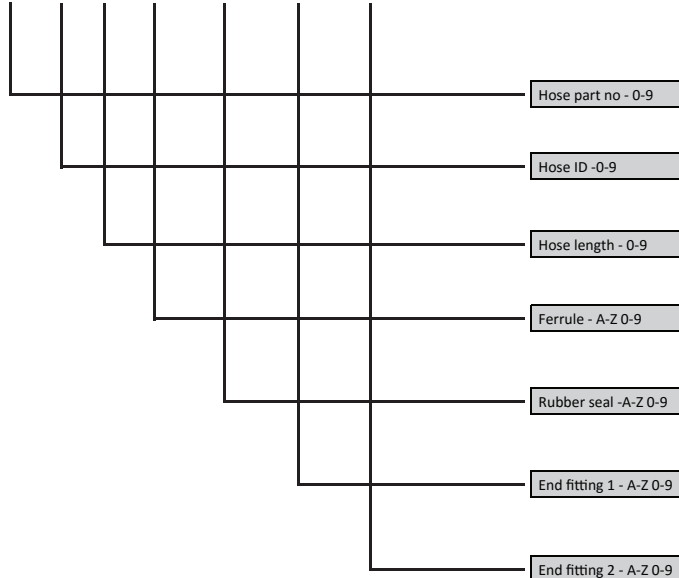 Hose part no - 0-9
Hose ID -0-9
Hose length - 0-9
Ferrule - A-Z 0-9
Rubber seal -A-Z 0-9
End fitting 1 - A-Z 0-9
End fitting 2 - A-Z 0-9